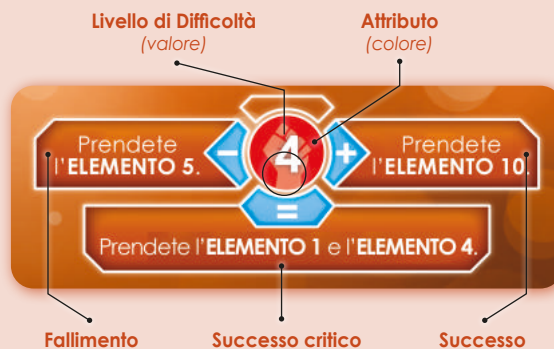 Livello di Difficoltà
(valore)
Attributo
(colore)
Prendete
l'ELEMENTO 5.
-
4
+
Prendete
l'ELEMENTO 10.
=
Prendete l'ELEMENTO 1 e l'ELEMENTO 4.
Fallimento
Successo critico
Successo